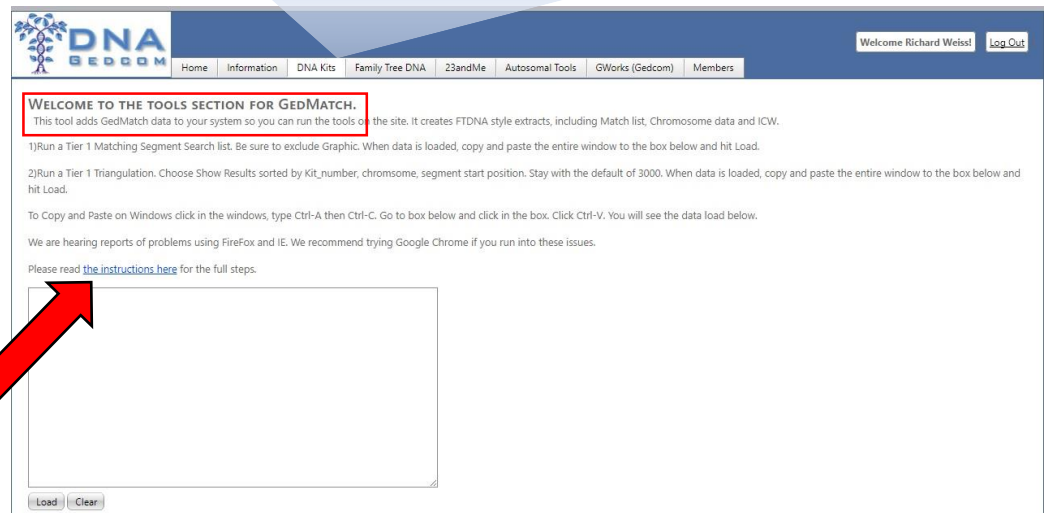 DNA
GEDCOM
Welcome Richard Weiss! Log Out
Home Information DNA Kits Family Tree DNA 23andMe Autosomal Tools GWorks (Gedcom) Members
WELCOME TO THE TOOLS SECTION FOR GEDMATCH.
This tool adds GedMatch data to your system so you can run the tools on the site. It creates FTDNA style extracts, including Match list, Chromosome data and ICW.
1)Run a Tier 1 Matching Segment Search list. Be sure to exclude Graphic. When data is loaded, copy and paste the entire window to the box below and hit Load.
2)Run a Tier 1 Triangulation. Choose Show Results sorted by Kit_number, chromsome, segment start position. Stay with the default of 3000. When data is loaded, copy and paste the entire window to the box below and
hit Load.
To Copy and Paste on Windows click in the windows, type Ctrl-A then Ctrl-C. Go to box below and click in the box. Click Ctrl-V. You will see the data load below.
We are hearing reports of problems using FireFox and IE. We recommend trying Google Chrome if you run into these issues.
Please read the instructions here for the full steps.
Load Clear